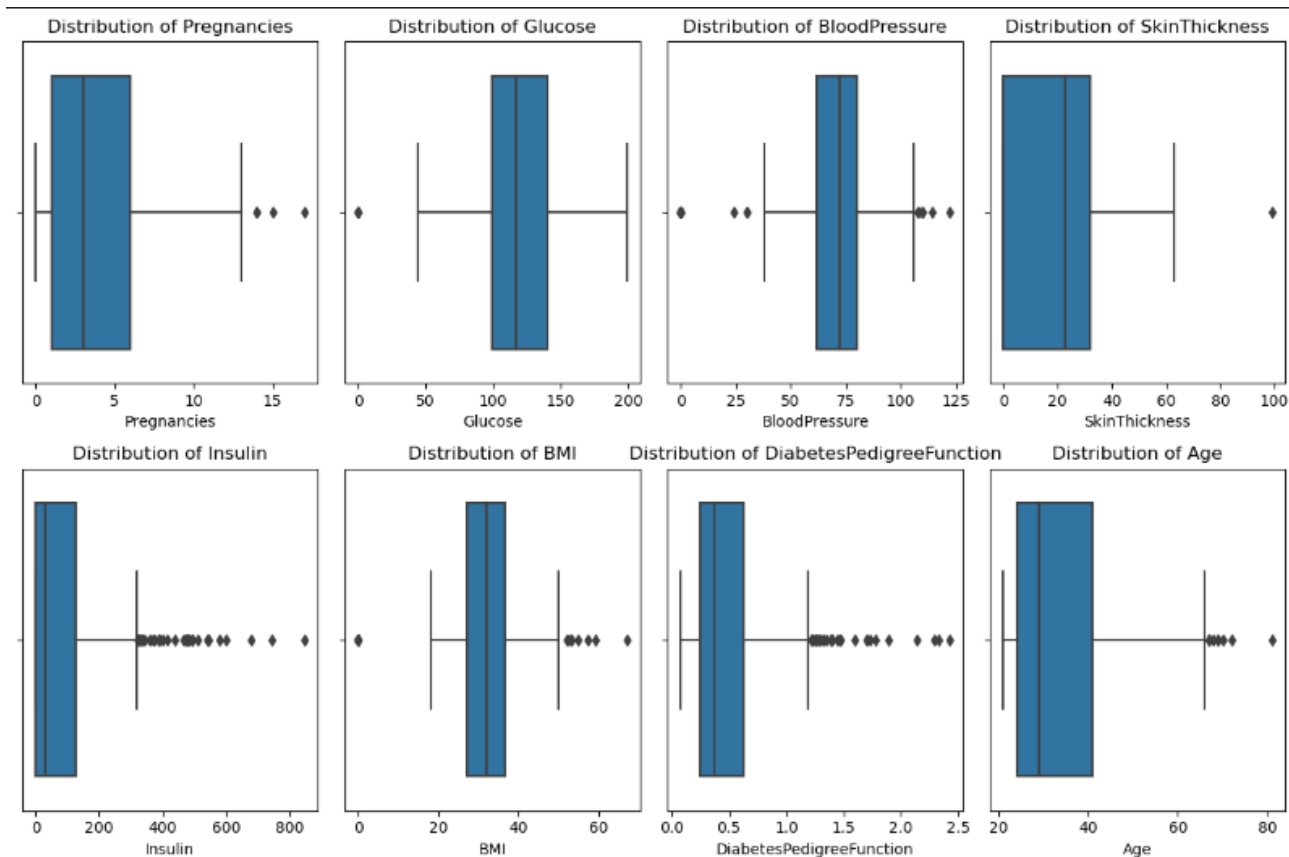 Distribution of Pregnancies
Distribution of Glucose
Distribution of BloodPressure
Distribution of SkinThickness
0 5 10 15
0 50 100 150 200
0 25 50 75 100 125
0 20 40 60 80 100
Pregnancies
Glucose
BloodPressure
SkinThickness
Distribution of Insulin
Distribution of BMI
Distribution of DiabetesPedigreeFunction
Distribution of Age
0 200 400 600 800
0 20 40 60
0.0 0.5 1.0 1.5 2.0 2.5
20 40 60 80
Insulin
BMI
DiabetesPedigreeFunction
Age